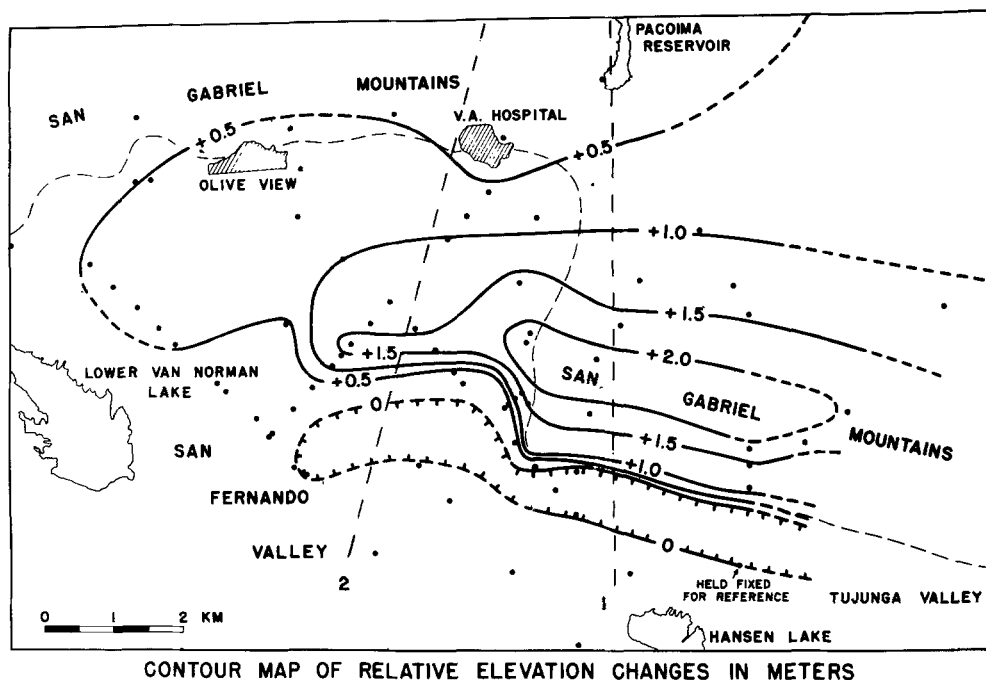 PACOIMA
RESERVOIR
SAN GABRIEL MOUNTAINS
V.A. HOSPITAL
+0.5
+0.5
OLIVE VIEW
+1.0
+1.5
+2.0
+1.5
LOWER VAN NORMAN
LAKE
+0.5
SAN
GABRIEL
MOUNTAINS
0
+1.5
+1.0
SAN
FERNANDO
VALLEY
0
2
1
HELD FIXED
FOR REFERENCE
TUJUNGA VALLEY
0 1 2 KM
HANSEN LAKE
CONTOUR MAP OF RELATIVE ELEVATION CHANGES IN METERS